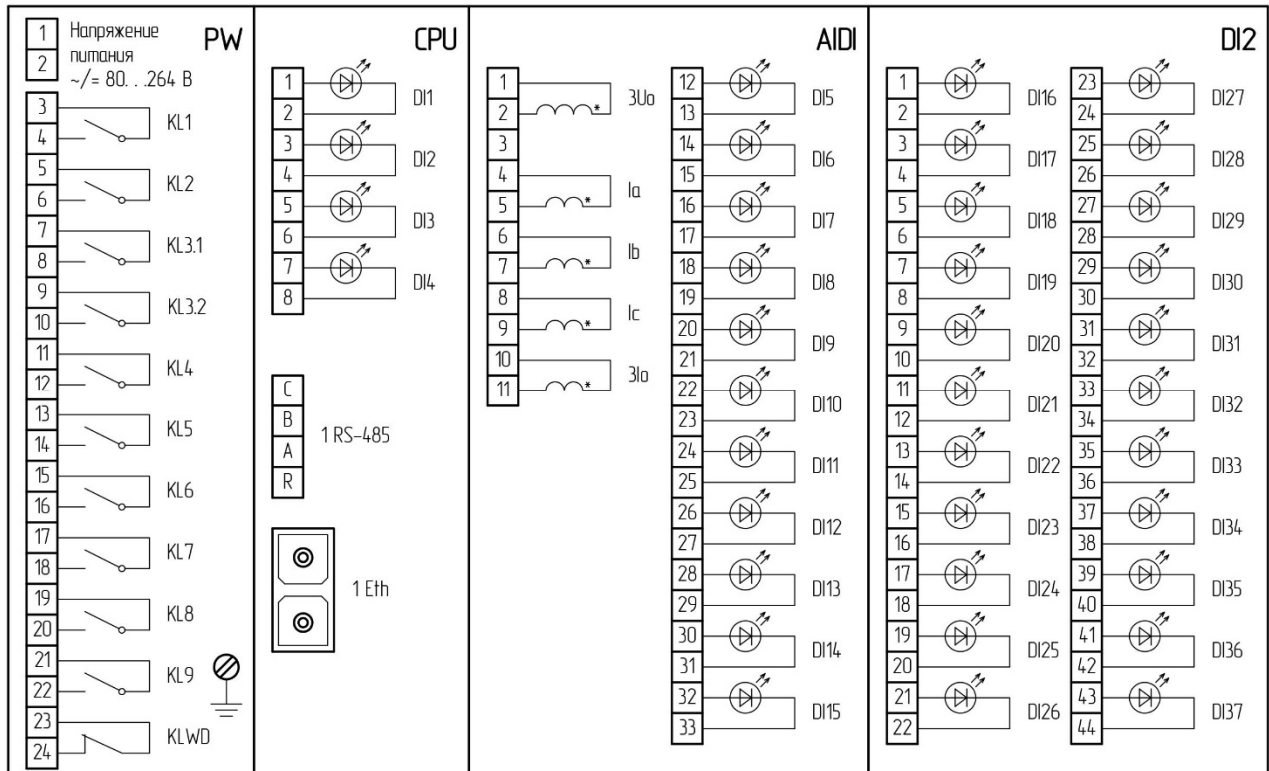 PW
1 Напряжение
2 питания
~/= 80. . .264 В
3
4 KL1
5
6 KL2
7
8 KL3.1
9
10 KL3.2
11
12 KL4
13
14 KL5
15
16 KL6
17
18 KL7
19
20 KL8
21
22 KL9
23
24 KLWD
CPU
1
2 DI1
3
4 DI2
5
6 DI3
7
8 DI4
C
B
A
R
1 RS-485
1 Eth
AIDI
1
2 3Uo
3
4
5 Ia
6
7 Ib
8
9 Ic
10
11 3Io
12
13 DI5
14
15 DI6
16
17 DI7
18
19 DI8
20
21 DI9
22
23 DI10
24
25 DI11
26
27 DI12
28
29 DI13
30
31 DI14
32
33 DI15
DI2
1
2 DI16
3
4 DI17
5
6 DI18
7
8 DI19
9
10 DI20
11
12 DI21
13
14 DI22
15
16 DI23
17
18 DI24
19
20 DI25
21
22 DI26
23
24 DI27
25
26 DI28
27
28 DI29
29
30 DI30
31
32 DI31
33
34 DI32
35
36 DI33
37
38 DI34
39
40 DI35
41
42 DI36
43
44 DI37